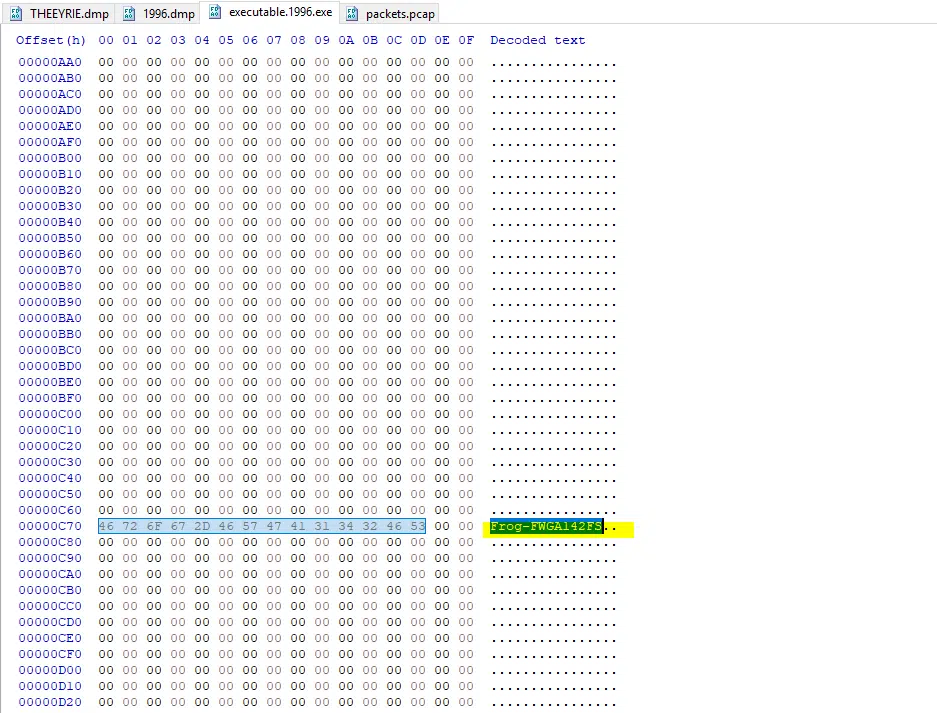 THEEYRIE.dmp 1996.dmp executable.1996.exe packets.pcap
Offset(h) 00 01 02 03 04 05 06 07 08 09 0A 0B 0C 0D 0E 0F Decoded text
00000AA0 00 00 00 00 00 00 00 00 00 00 00 00 00 00 00 00 ................
00000AB0 00 00 00 00 00 00 00 00 00 00 00 00 00 00 00 00 ................
00000AC0 00 00 00 00 00 00 00 00 00 00 00 00 00 00 00 00 ................
00000AD0 00 00 00 00 00 00 00 00 00 00 00 00 00 00 00 00 ................
00000AE0 00 00 00 00 00 00 00 00 00 00 00 00 00 00 00 00 ................
00000AF0 00 00 00 00 00 00 00 00 00 00 00 00 00 00 00 00 ................
00000B00 00 00 00 00 00 00 00 00 00 00 00 00 00 00 00 00 ................
00000B10 00 00 00 00 00 00 00 00 00 00 00 00 00 00 00 00 ................
00000B20 00 00 00 00 00 00 00 00 00 00 00 00 00 00 00 00 ................
00000B30 00 00 00 00 00 00 00 00 00 00 00 00 00 00 00 00 ................
00000B40 00 00 00 00 00 00 00 00 00 00 00 00 00 00 00 00 ................
00000B50 00 00 00 00 00 00 00 00 00 00 00 00 00 00 00 00 ................
00000B60 00 00 00 00 00 00 00 00 00 00 00 00 00 00 00 00 ................
00000B70 00 00 00 00 00 00 00 00 00 00 00 00 00 00 00 00 ................
00000B80 00 00 00 00 00 00 00 00 00 00 00 00 00 00 00 00 ................
00000B90 00 00 00 00 00 00 00 00 00 00 00 00 00 00 00 00 ................
00000BA0 00 00 00 00 00 00 00 00 00 00 00 00 00 00 00 00 ................
00000BB0 00 00 00 00 00 00 00 00 00 00 00 00 00 00 00 00 ................
00000BC0 00 00 00 00 00 00 00 00 00 00 00 00 00 00 00 00 ................
00000BD0 00 00 00 00 00 00 00 00 00 00 00 00 00 00 00 00 ................
00000BE0 00 00 00 00 00 00 00 00 00 00 00 00 00 00 00 00 ................
00000BF0 00 00 00 00 00 00 00 00 00 00 00 00 00 00 00 00 ................
00000C00 00 00 00 00 00 00 00 00 00 00 00 00 00 00 00 00 ................
00000C10 00 00 00 00 00 00 00 00 00 00 00 00 00 00 00 00 ................
00000C20 00 00 00 00 00 00 00 00 00 00 00 00 00 00 00 00 ................
00000C30 00 00 00 00 00 00 00 00 00 00 00 00 00 00 00 00 ................
00000C40 00 00 00 00 00 00 00 00 00 00 00 00 00 00 00 00 ................
00000C50 00 00 00 00 00 00 00 00 00 00 00 00 00 00 00 00 ................
00000C60 00 00 00 00 00 00 00 00 00 00 00 00 00 00 00 00 ................
00000C70 46 72 6F 67 2D 46 57 47 41 31 34 32 46 53 00 00 Frog-FWGA142FS..
00000C80 00 00 00 00 00 00 00 00 00 00 00 00 00 00 00 00 ................
00000C90 00 00 00 00 00 00 00 00 00 00 00 00 00 00 00 00 ................
00000CA0 00 00 00 00 00 00 00 00 00 00 00 00 00 00 00 00 ................
00000CB0 00 00 00 00 00 00 00 00 00 00 00 00 00 00 00 00 ................
00000CC0 00 00 00 00 00 00 00 00 00 00 00 00 00 00 00 00 ................
00000CD0 00 00 00 00 00 00 00 00 00 00 00 00 00 00 00 00 ................
00000CE0 00 00 00 00 00 00 00 00 00 00 00 00 00 00 00 00 ................
00000CF0 00 00 00 00 00 00 00 00 00 00 00 00 00 00 00 00 ................
00000D00 00 00 00 00 00 00 00 00 00 00 00 00 00 00 00 00 ................
00000D10 00 00 00 00 00 00 00 00 00 00 00 00 00 00 00 00 ................
00000D20 00 00 00 00 00 00 00 00 00 00 00 00 00 00 00 00 ................